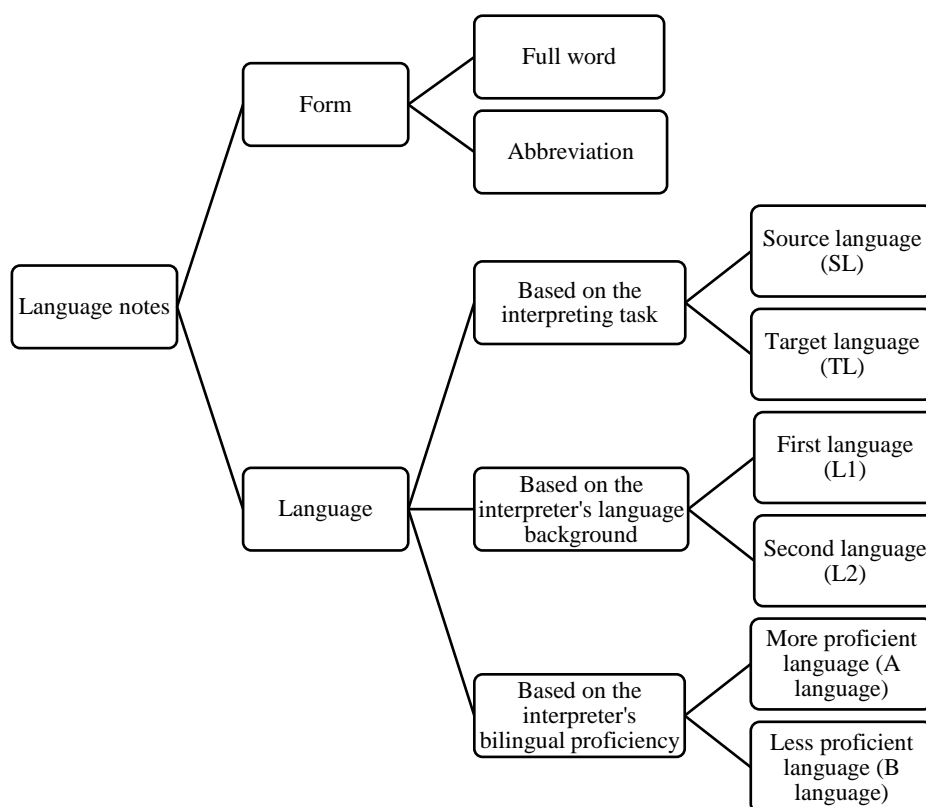 Language notes
Form
Full word
Abbreviation
Language
Based on the
interpreting task
Source language
(SL)
Target language
(TL)
Based on the
interpreter's language
background
First language
(L1)
Second language
(L2)
Based on the
interpreter's
bilingual proficiency
More proficient
language (A
language)
Less proficient
language (B
language)